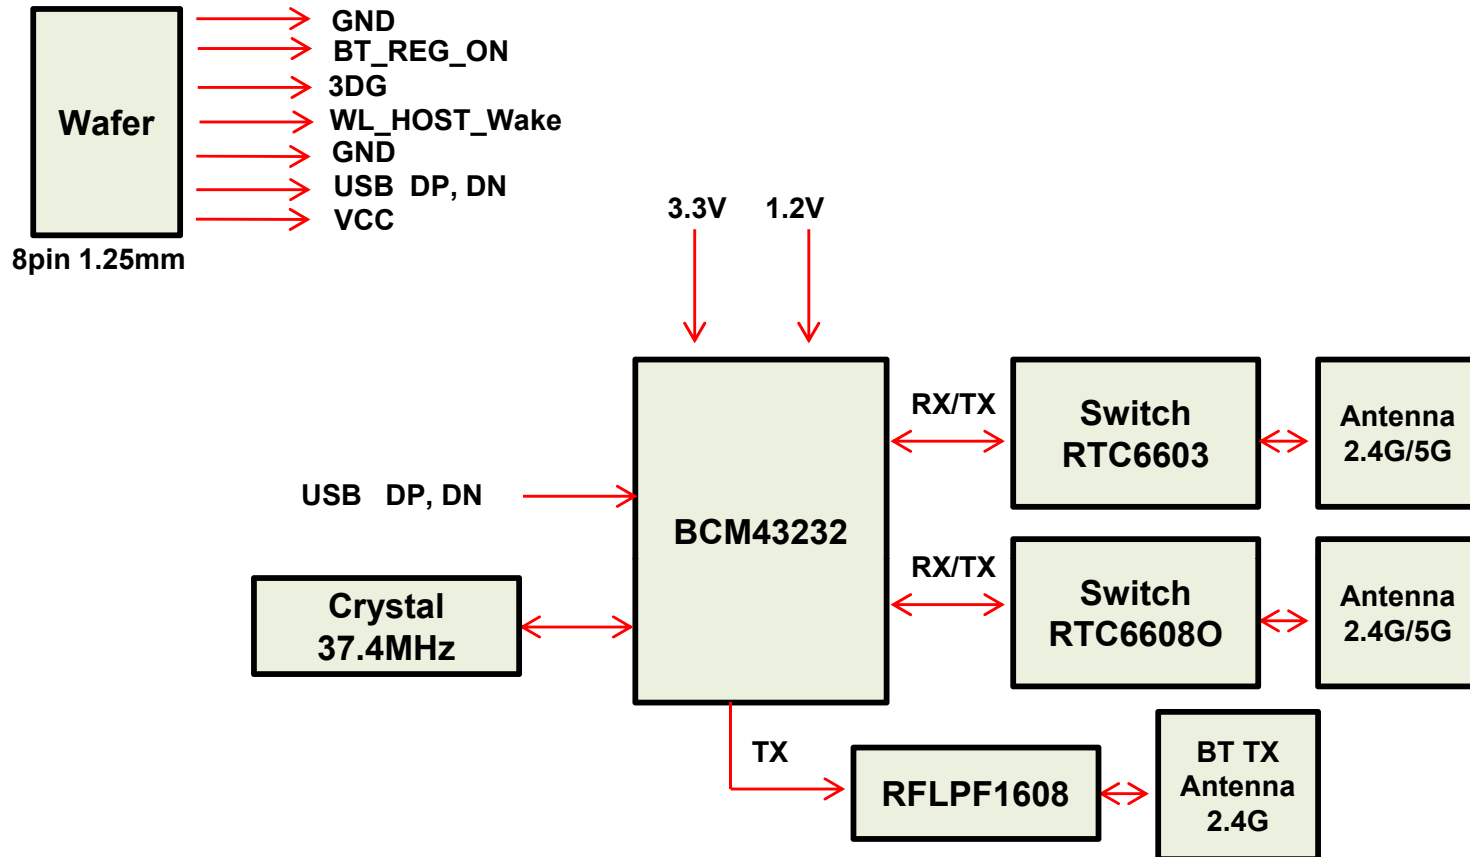 GND
BT_REG_ON
3DG
Wafer
WL_HOST_Wake
GND
USB DP, DN
VCC
8pin 1.25mm
3.3V 1.2V
RX/TX
Switch
RTC6603
Antenna
2.4G/5G
USB DP, DN
BCM43232
RX/TX
Switch
RTC6608O
Antenna
2.4G/5G
Crystal
37.4MHz
TX
RFLPF1608
BT TX
Antenna
2.4G